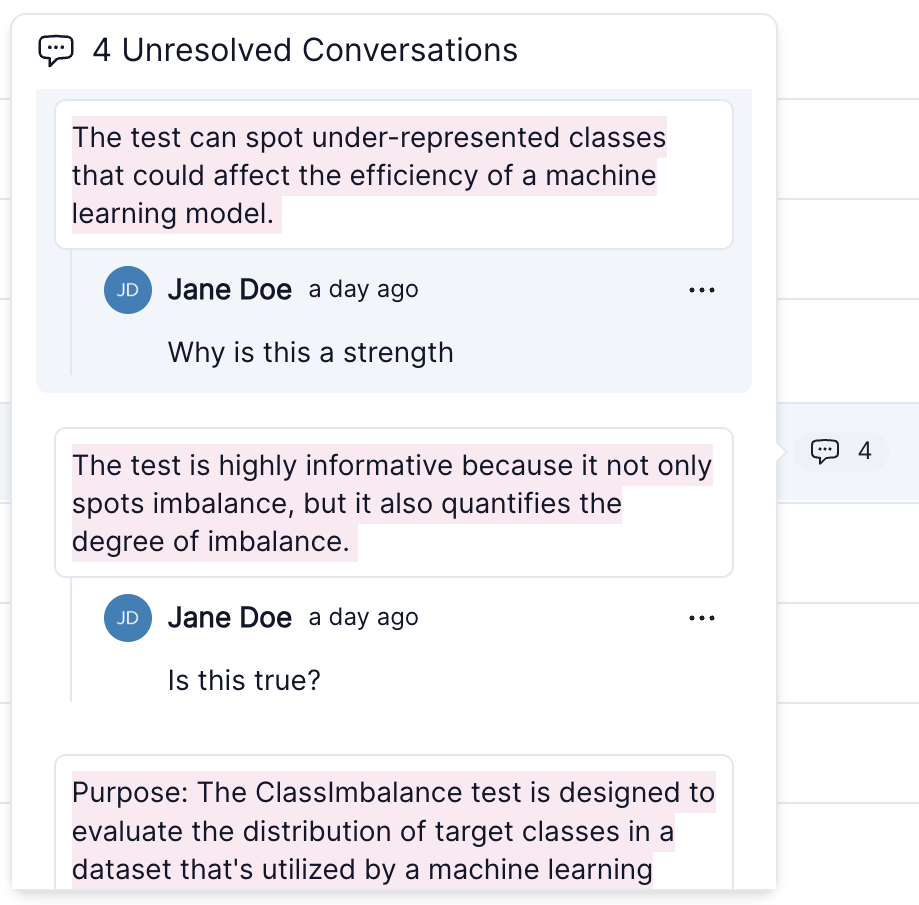 4 Unresolved Conversations
The test can spot under-represented classes
that could affect the efficiency of a machine
learning model.
JD Jane Doe a day ago
Why is this a strength
The test is highly informative because it not only
spots imbalance, but it also quantifies the
degree of imbalance.
4
JD Jane Doe a day ago
Is this true?
Purpose: The ClassImbalance test is designed to
evaluate the distribution of target classes in a
dataset that's utilized by a machine learning